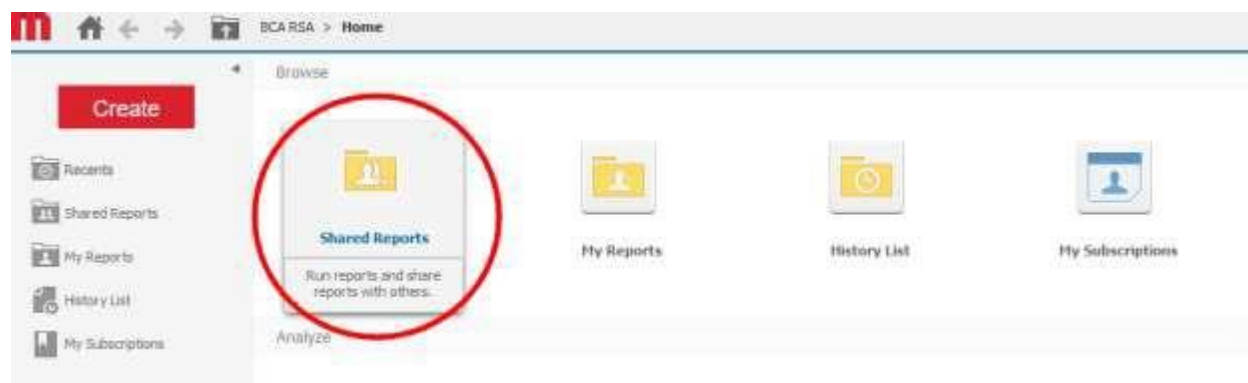 m
BCA RSA > Home
Create
Recents
Shared Reports
My Reports
History List
My Subscriptions
Browse
Shared Reports
Run reports and share
reports with others.
My Reports
History List
My Subscriptions
Analyze